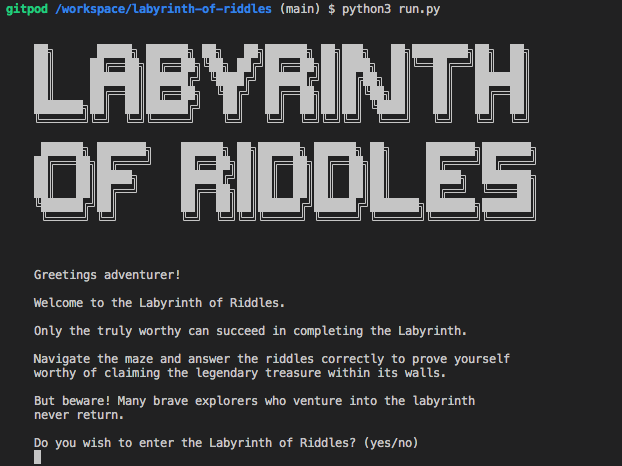 gitpod /workspace/labyrinth-of-riddles (main) $ python3 run.py
LABYRINTH
OF RIDDLES
Greetings adventurer!
Welcome to the Labyrinth of Riddles.
Only the truly worthy can succeed in completing the Labyrinth.
Navigate the maze and answer the riddles correctly to prove yourself
worthy of claiming the legendary treasure within its walls.
But beware! Many brave explorers who venture into the labyrinth
never return.
Do you wish to enter the Labyrinth of Riddles? (yes/no)